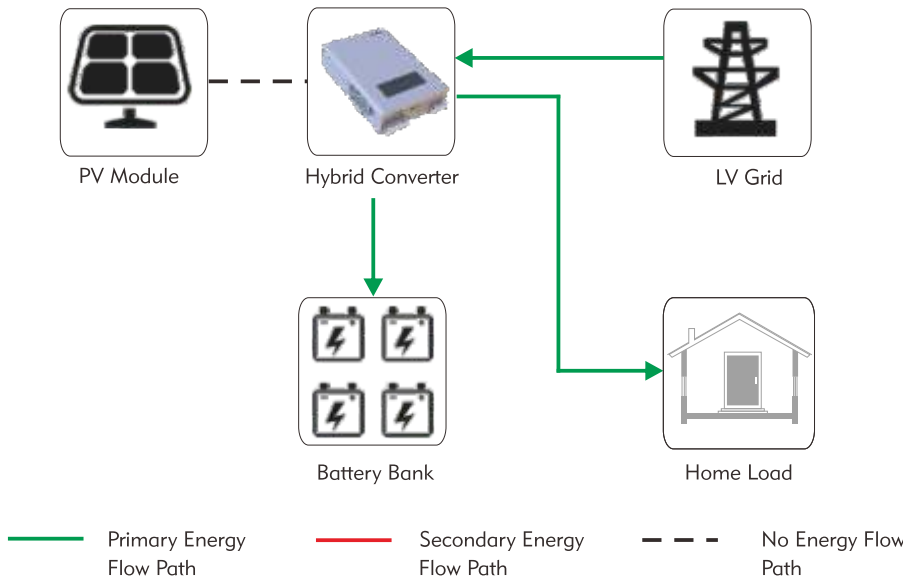 PV Module
Hybrid Converter
LV Grid
Battery Bank
Home Load
Primary Energy
Flow Path
Secondary Energy
Flow Path
No Energy Flow
Path